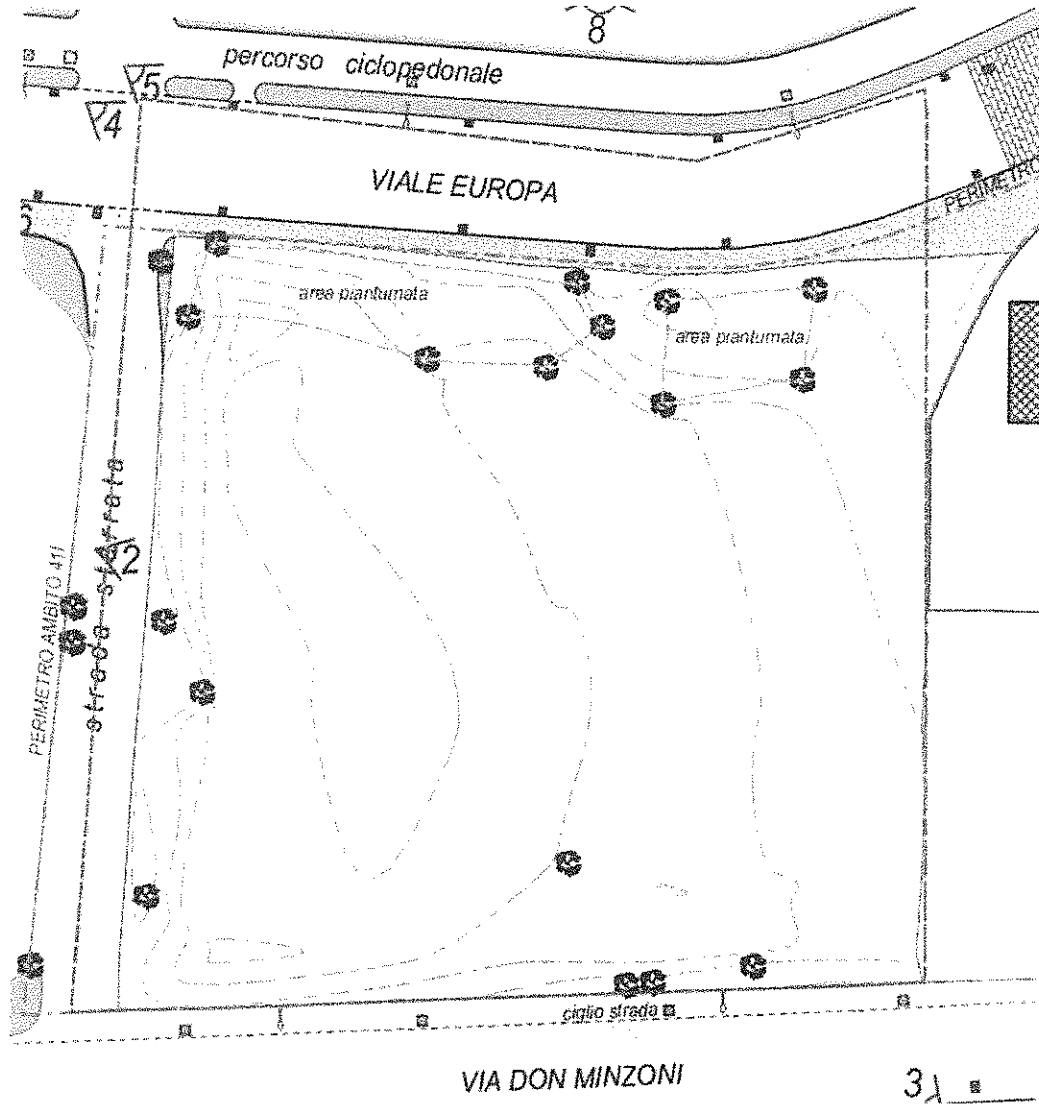 8
percorso ciclopedonale
5
4
VIALE EUROPA
PERIMETRO
area piantumata
area piantumata
strada sterrata
2
PERIMETRO AMBITO 411
ciglio strada
VIA DON MINZONI
3